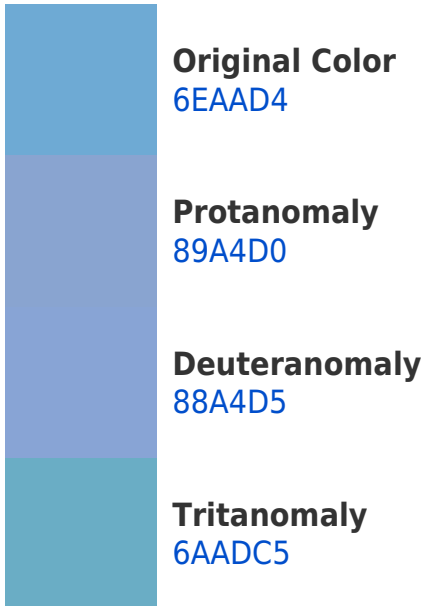 Original Color
6EAAD4
Protanomaly
89A4D0
Deuteranomaly
88A4D5
Tritanomaly
6AADC5